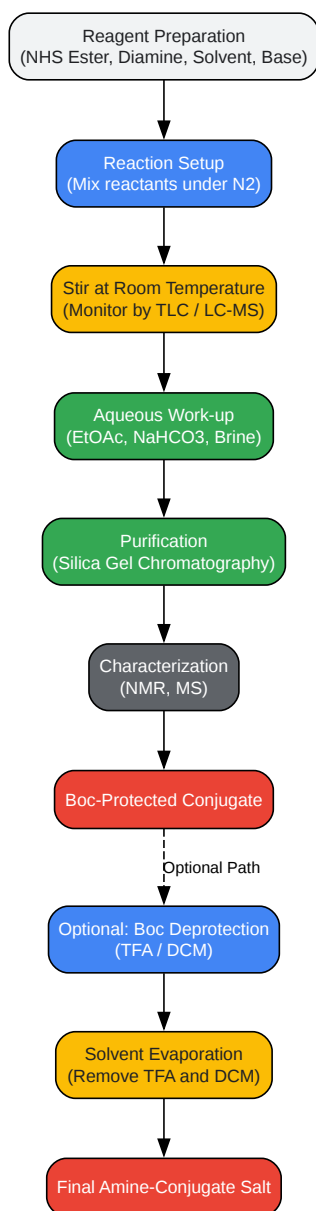 Reagent Preparation
(NHS Ester, Diamine, Solvent, Base)
Reaction Setup
(Mix reactants under N2)
Stir at Room Temperature
(Monitor by TLC / LC-MS)
Aqueous Work-up
(EtOAc, NaHCO3, Brine)
Purification
(Silica Gel Chromatography)
Characterization
(NMR, MS)
Boc-Protected Conjugate
Optional Path
Optional: Boc Deprotection
(TFA / DCM)
Solvent Evaporation
(Remove TFA and DCM)
Final Amine-Conjugate Salt